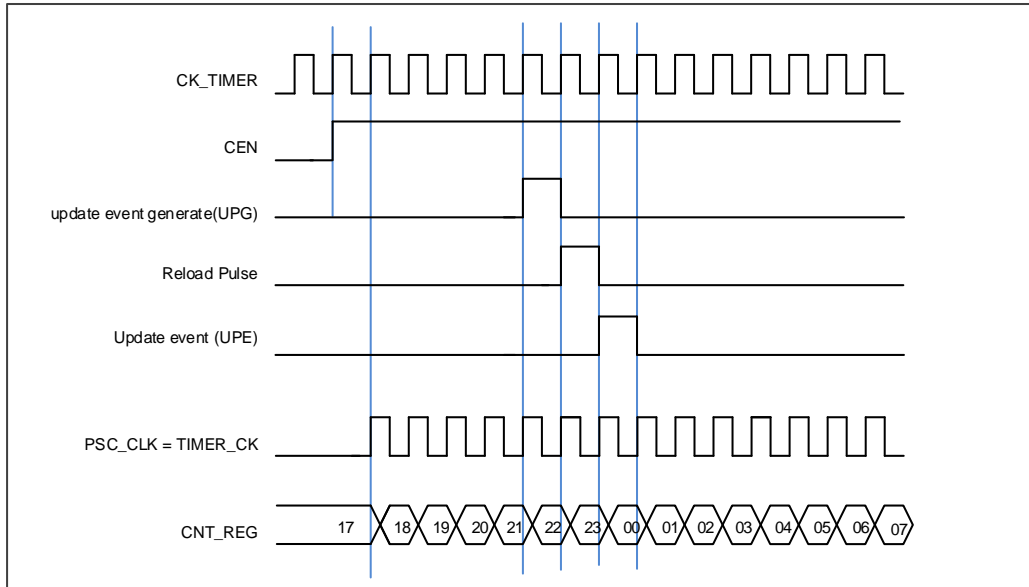 CK_TIMER
CEN
update event generate(UPG)
Reload Pulse
Update event (UPE)
PSC_CLK = TIMER_CK
CNT_REG 17 18 19 20 21 22 23 00 01 02 03 04 05 06 07